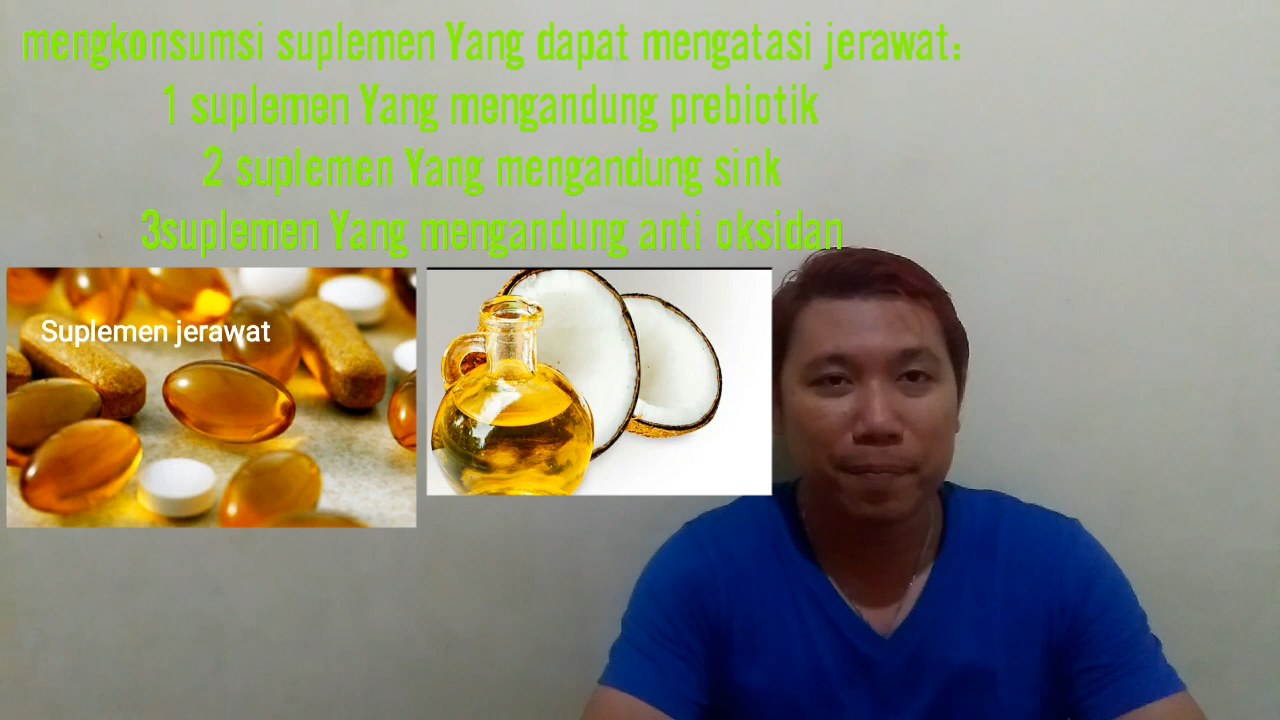 mengkonsumsi suplemen Yang dapat mengatasi jerawat:
1 suplemen Yang mengandung prebiotik
2 suplemen Yang mengandung sink
3suplemen Yang mengandung anti oksidan
Suplemen jerawat